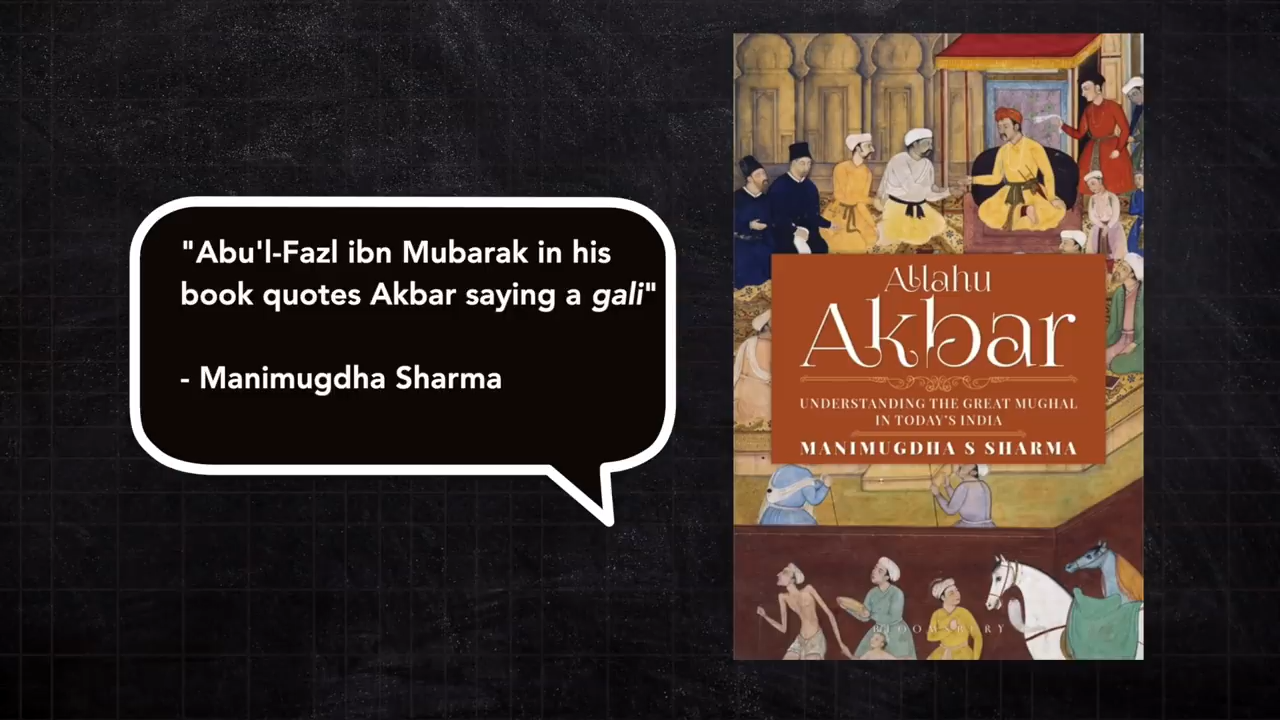 "Abu'l-Fazl ibn Mubarak in his
book quotes Akbar saying a gali"
- Manimugdha Sharma
Allahu
Akbar
UNDERSTANDING THE GREAT MUGHAL
IN TODAY'S INDIA
MANIMUGDHA S SHARMA
BLOOMSBURY